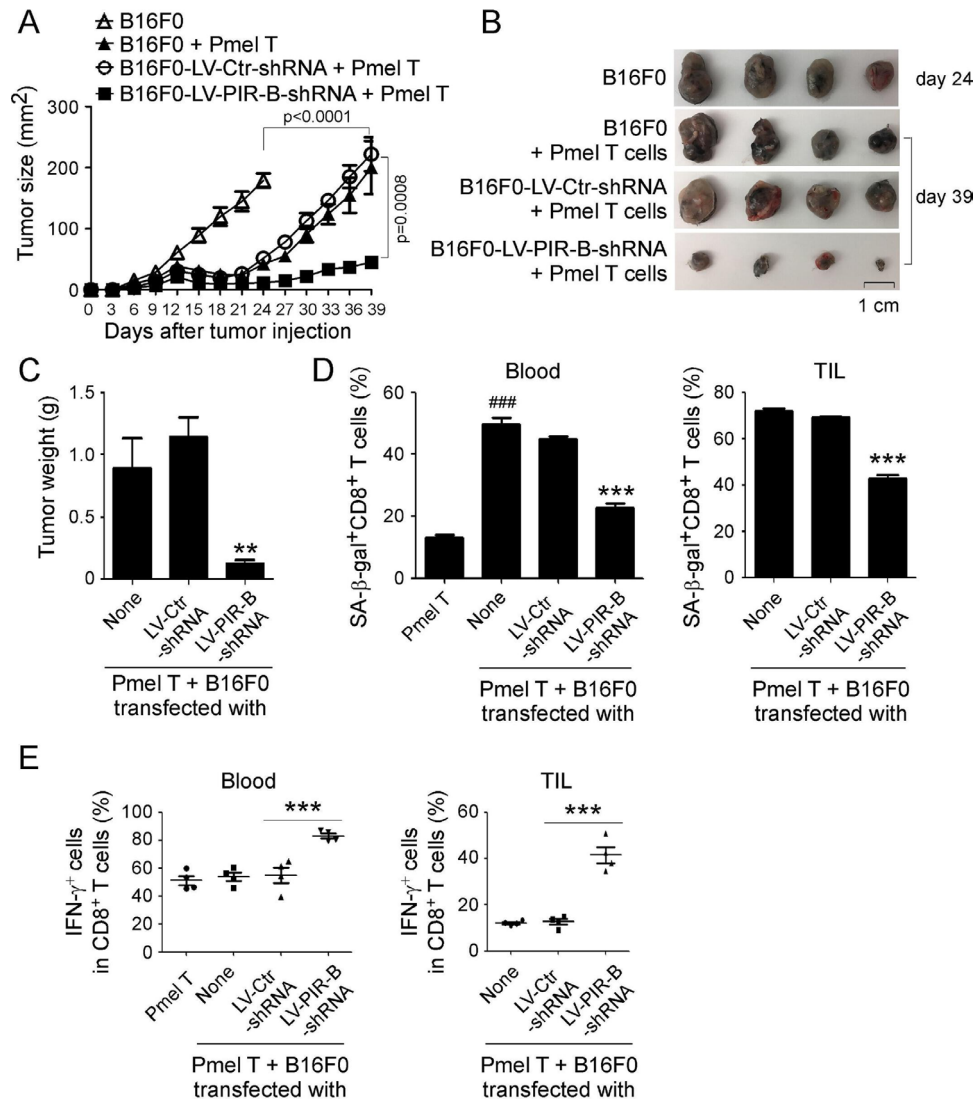 A
B16F0
B16F0 + Pmel T
B16F0-LV-Ctr-shRNA + Pmel T
B16F0-LV-PIR-B-shRNA + Pmel T
Tumor size (mm2)
300
200
100
0
p<0.0001
p=0.0008
0 3 6 9 12 15 18 21 24 27 30 33 36 39
Days after tumor injection
B
B16F0
day 24
B16F0
+ Pmel T cells
B16F0-LV-Ctr-shRNA
+ Pmel T cells
day 39
B16F0-LV-PIR-B-shRNA
+ Pmel T cells
1 cm
C
Tumor weight (g)
1.5
1.0
0.5
0
**
None
LV-Ctr
-shRNA
LV-PIR-B
-shRNA
Pmel T + B16F0
transfected with
D
Blood
SA-β-gal+CD8+ T cells (%)
60
40
20
0
###
***
Pmel T
None
LV-Ctr
-shRNA
LV-PIR-B
-shRNA
Pmel T + B16F0
transfected with
TIL
SA-β-gal+CD8+ T cells (%)
80
60
40
20
0
***
None
LV-Ctr
-shRNA
LV-PIR-B
-shRNA
Pmel T + B16F0
transfected with
E
Blood
IFN-γ+ cells
in CD8+ T cells (%)
100
80
60
40
20
0
***
Pmel T
None
LV-Ctr
-shRNA
LV-PIR-B
-shRNA
Pmel T + B16F0
transfected with
TIL
IFN-γ+ cells
in CD8+ T cells (%)
60
40
20
0
***
None
LV-Ctr
-shRNA
LV-PIR-B
-shRNA
Pmel T + B16F0
transfected with